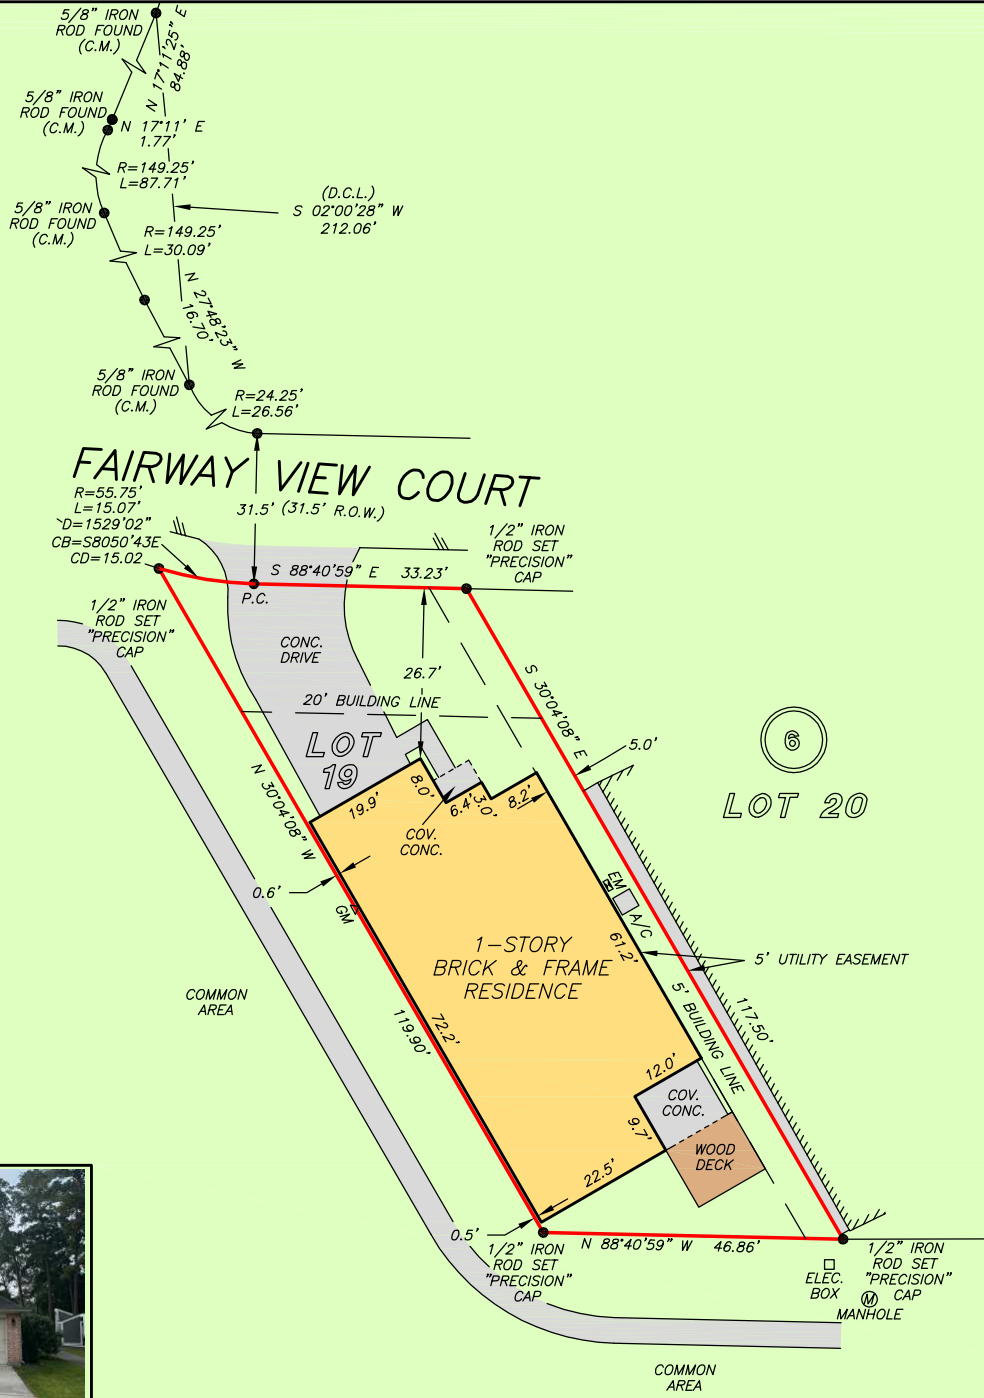 5/8" IRON
ROD FOUND
(C.M.)
N 17°11'25" E
84.88'
5/8" IRON
ROD FOUND
(C.M.)
N 17°11' E
1.77'
R=149.25'
L=87.71'
(D.C.L.)
S 02°00'28" W
212.06'
5/8" IRON
ROD FOUND
(C.M.)
R=149.25'
L=30.09'
N 27°48'23" W
16.70'
5/8" IRON
ROD FOUND
(C.M.)
R=24.25'
L=26.56'
FAIRWAY VIEW COURT
R=55.75'
L=15.07'
D=1529'02"
CB=S8050'43E
CD=15.02
31.5' (31.5' R.O.W.)
1/2" IRON
ROD SET
"PRECISION"
CAP
S 88°40'59" E
33.23'
P.C.
1/2" IRON
ROD SET
"PRECISION"
CAP
CONC.
DRIVE
26.7'
S 30°04'08" E
20' BUILDING LINE
LOT
19
5.0'
6
LOT 20
N 30°04'08" W
19.9'
8.0'
6.4'
3.0'
8.2'
COV.
CONC.
0.6'
GM
EM
A/C
61.2'
1-STORY
BRICK & FRAME
RESIDENCE
5' UTILITY EASEMENT
COMMON
AREA
119.90'
72.2'
5' BUILDING LINE
117.50'
12.0'
COV.
CONC.
9.7'
WOOD
DECK
22.5'
0.5'
1/2" IRON
ROD SET
"PRECISION"
CAP
N 88°40'59" W
46.86'
ELEC.
BOX
1/2" IRON
ROD SET
"PRECISION"
CAP
M
MANHOLE
COMMON
AREA